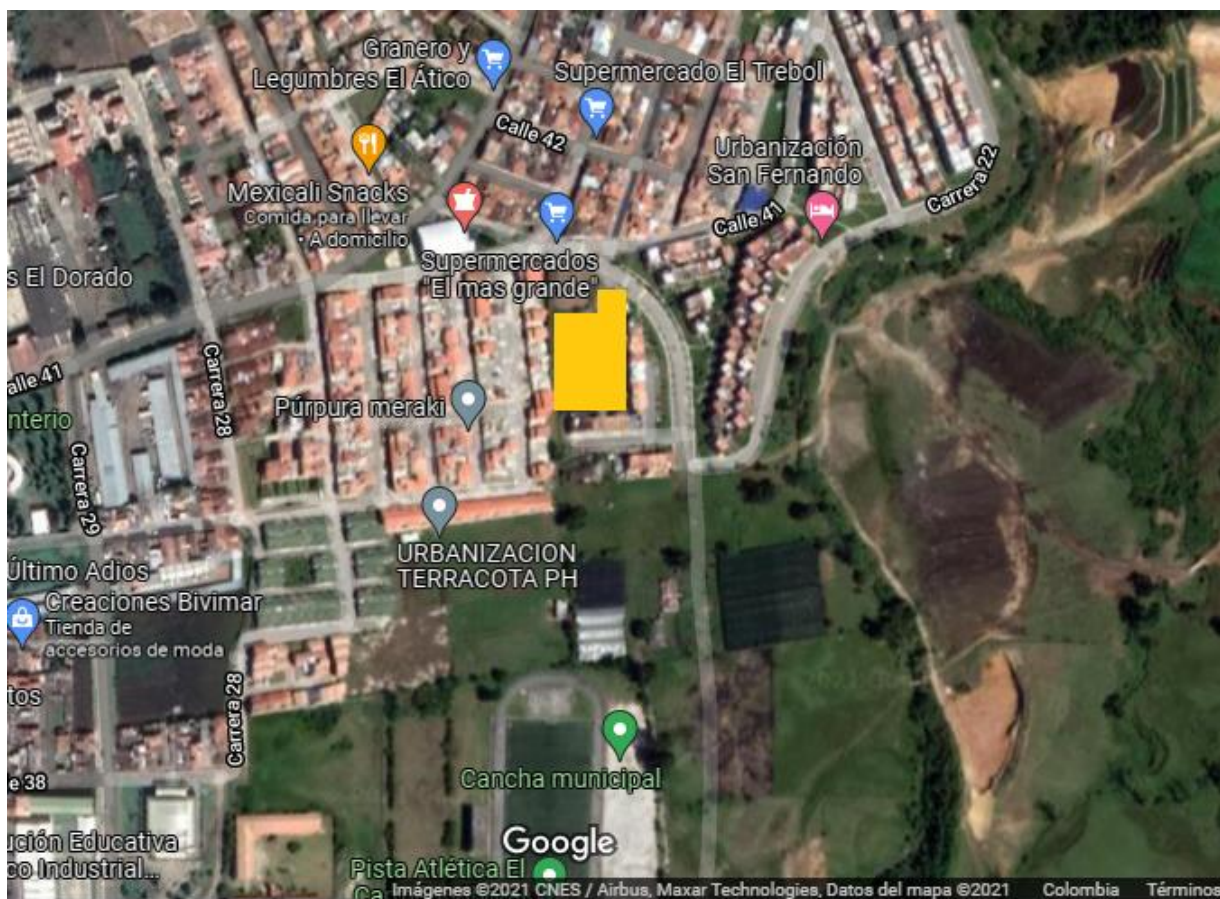 Granero y
Legumbres El Ático
Supermercado El Trebol
Calle 42
Urbanización
San Fernando
Mexicali Snacks
Comida para llevar
• A domicilio
Carrera 22
Calle 41
Supermercados
"El mas grande"
s El Dorado
Carrera 28
alle 41
Púrpura meraki
nterio
Carrera 29
URBANIZACION
TERRACOTA PH
Último Adios
Creaciones Bivimar
Tienda de
accesorios de moda
tos
Carrera 28
Cancha municipal
e 38
Google
ución Educativa
co Industrial...
Pista Atlética El
Ca
Imágenes ©2021 CNES / Airbus, Maxar Technologies, Datos del mapa ©2021 Colombia Términos